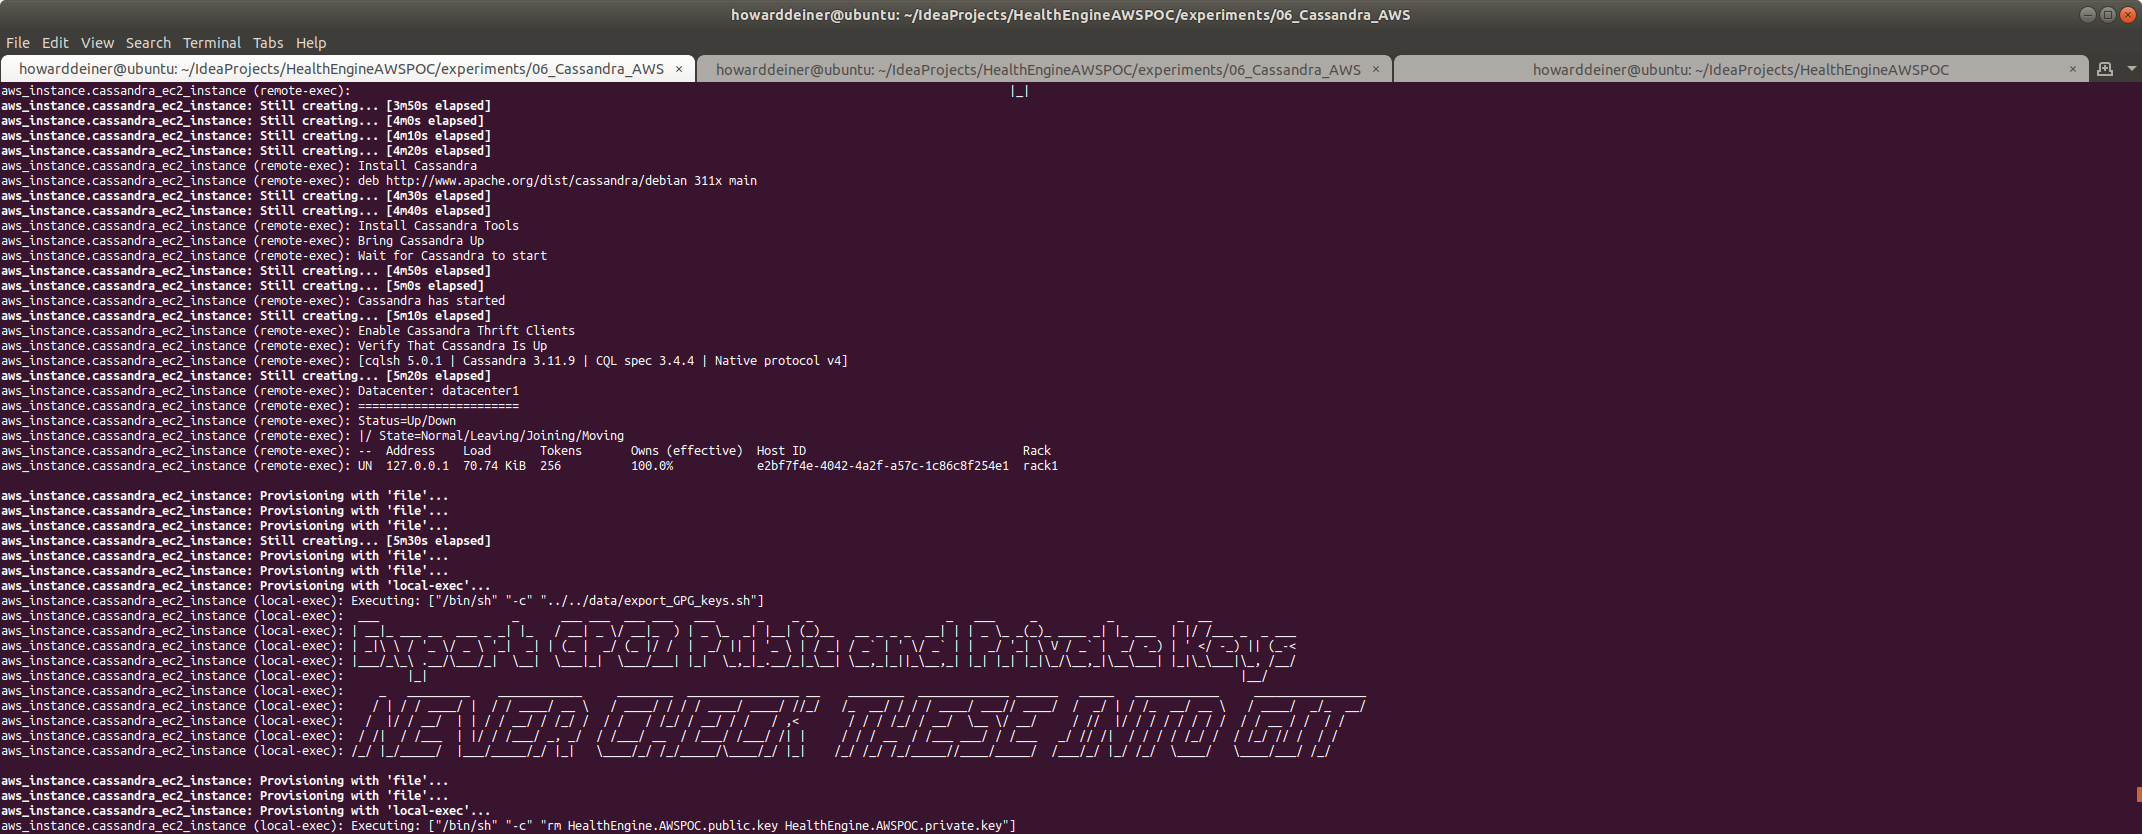 howarddeiner@ubuntu: ~/IdeaProjects/HealthEngineAWSPOC/experiments/06_Cassandra_AWS
File Edit View Search Terminal Tabs Help
howarddeiner@ubuntu: ~/IdeaProjects/HealthEngineAWSPOC/experiments/06_Cassandra_AWS × howarddeiner@ubuntu: ~/IdeaProjects/HealthEngineAWSPOC/experiments/06_Cassandra_AWS × howarddeiner@ubuntu: ~/IdeaProjects/HealthEngineAWSPOC ×
aws_instance.cassandra_ec2_instance (remote-exec): |_|
aws_instance.cassandra_ec2_instance: Still creating... [3m50s elapsed]
aws_instance.cassandra_ec2_instance: Still creating... [4m0s elapsed]
aws_instance.cassandra_ec2_instance: Still creating... [4m10s elapsed]
aws_instance.cassandra_ec2_instance: Still creating... [4m20s elapsed]
aws_instance.cassandra_ec2_instance (remote-exec): Install Cassandra
aws_instance.cassandra_ec2_instance (remote-exec): deb http://www.apache.org/dist/cassandra/debian 311x main
aws_instance.cassandra_ec2_instance: Still creating... [4m30s elapsed]
aws_instance.cassandra_ec2_instance: Still creating... [4m40s elapsed]
aws_instance.cassandra_ec2_instance (remote-exec): Install Cassandra Tools
aws_instance.cassandra_ec2_instance (remote-exec): Bring Cassandra Up
aws_instance.cassandra_ec2_instance (remote-exec): Wait for Cassandra to start
aws_instance.cassandra_ec2_instance: Still creating... [4m50s elapsed]
aws_instance.cassandra_ec2_instance: Still creating... [5m0s elapsed]
aws_instance.cassandra_ec2_instance (remote-exec): Cassandra has started
aws_instance.cassandra_ec2_instance: Still creating... [5m10s elapsed]
aws_instance.cassandra_ec2_instance (remote-exec): Enable Cassandra Thrift Clients
aws_instance.cassandra_ec2_instance (remote-exec): Verify That Cassandra Is Up
aws_instance.cassandra_ec2_instance (remote-exec): [cqlsh 5.0.1 | Cassandra 3.11.9 | CQL spec 3.4.4 | Native protocol v4]
aws_instance.cassandra_ec2_instance: Still creating... [5m20s elapsed]
aws_instance.cassandra_ec2_instance (remote-exec): Datacenter: datacenter1
aws_instance.cassandra_ec2_instance (remote-exec): =======================
aws_instance.cassandra_ec2_instance (remote-exec): Status=Up/Down
aws_instance.cassandra_ec2_instance (remote-exec): |/ State=Normal/Leaving/Joining/Moving
aws_instance.cassandra_ec2_instance (remote-exec): -- Address Load Tokens Owns (effective) Host ID Rack
aws_instance.cassandra_ec2_instance (remote-exec): UN 127.0.0.1 70.74 KiB 256 100.0% e2bf7f4e-4042-4a2f-a57c-1c86c8f254e1 rack1
aws_instance.cassandra_ec2_instance: Provisioning with 'file'...
aws_instance.cassandra_ec2_instance: Provisioning with 'file'...
aws_instance.cassandra_ec2_instance: Provisioning with 'file'...
aws_instance.cassandra_ec2_instance: Still creating... [5m30s elapsed]
aws_instance.cassandra_ec2_instance: Provisioning with 'file'...
aws_instance.cassandra_ec2_instance: Provisioning with 'file'...
aws_instance.cassandra_ec2_instance: Provisioning with 'local-exec'...
aws_instance.cassandra_ec2_instance (local-exec): Executing: ["/bin/sh" "-c" "../../data/export_GPG_keys.sh"]
aws_instance.cassandra_ec2_instance (local-exec):
aws_instance.cassandra_ec2_instance (local-exec):
aws_instance.cassandra_ec2_instance (local-exec): Export GPG Public and Private Keys
aws_instance.cassandra_ec2_instance (local-exec):
aws_instance.cassandra_ec2_instance (local-exec):
aws_instance.cassandra_ec2_instance (local-exec):
aws_instance.cassandra_ec2_instance (local-exec):
aws_instance.cassandra_ec2_instance (local-exec): NEVER CHECK THESE INTO GIT
aws_instance.cassandra_ec2_instance (local-exec):
aws_instance.cassandra_ec2_instance (local-exec):
aws_instance.cassandra_ec2_instance: Provisioning with 'file'...
aws_instance.cassandra_ec2_instance: Provisioning with 'file'...
aws_instance.cassandra_ec2_instance: Provisioning with 'local-exec'...
aws_instance.cassandra_ec2_instance (local-exec): Executing: ["/bin/sh" "-c" "rm HealthEngine.AWSPOC.public.key HealthEngine.AWSPOC.private.key"]